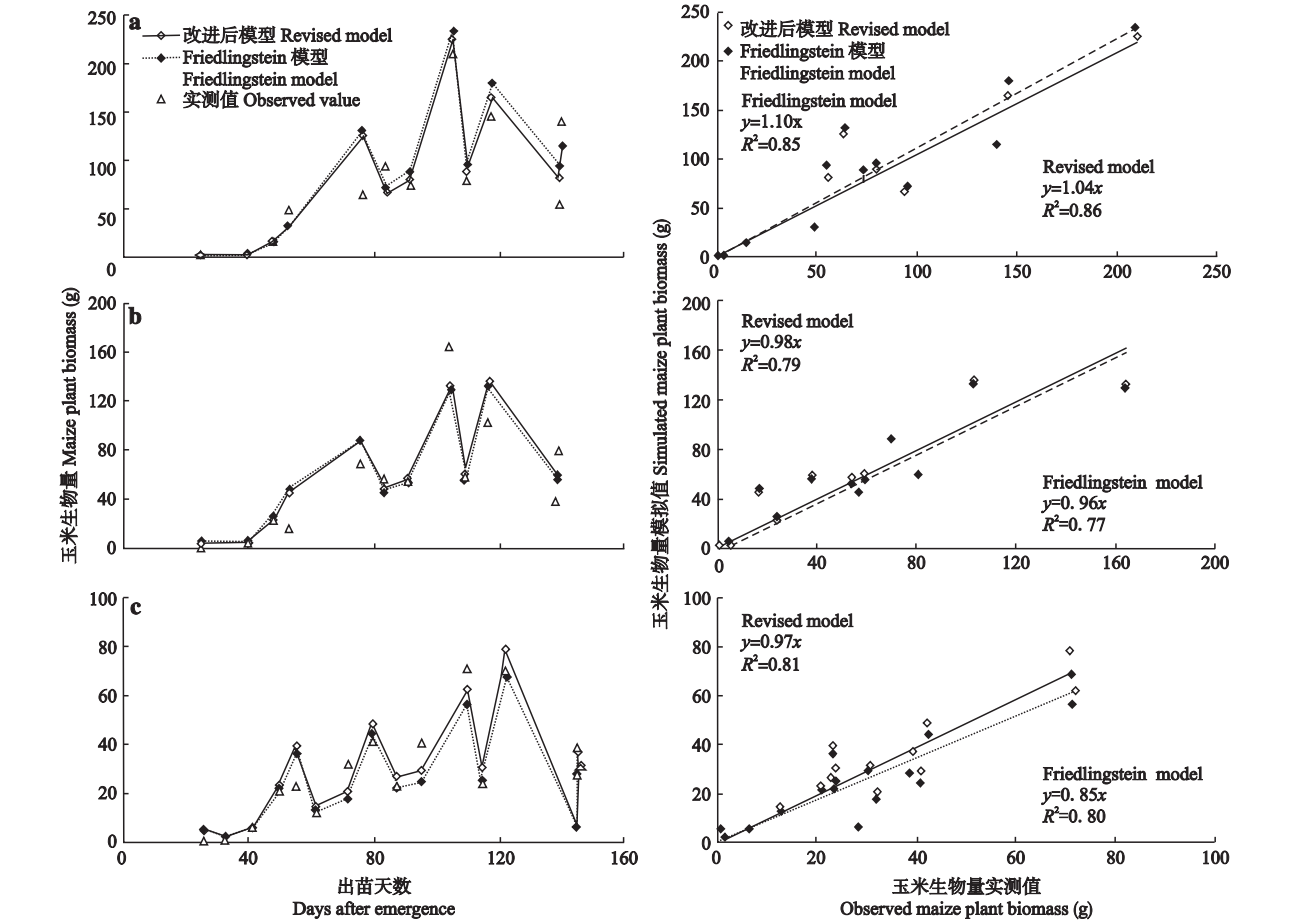 250
200
150
100
50
0
a
改进后模型 Revised model
Friedlingstein 模型
Friedlingstein model
实测值 Observed value
250
200
150
100
50
0
0
50
100
150
200
250
改进后模型 Revised model
Friedlingstein 模型
Friedlingstein model
Friedlingstein model
y=1.10x
R²=0.85
Revised model
y=1.04x
R²=0.86
玉米生物量 Maize plant biomass (g)
200
160
120
80
40
0
b
玉米生物量模拟值 Simulated maize plant biomass (g)
200
160
120
80
40
0
0
40
80
120
160
200
Revised model
y=0.98x
R²=0.79
Friedlingstein model
y=0. 96x
R²=0. 77
100
80
60
40
20
0
c
0
40
80
120
160
出苗天数
Days after emergence
100
80
60
40
20
0
Revised model
y=0.97x
R²=0.81
Friedlingstein model
y=0. 85x
R²=0. 80
0
20
40
60
80
100
玉米生物量实测值
Observed maize plant biomass (g)